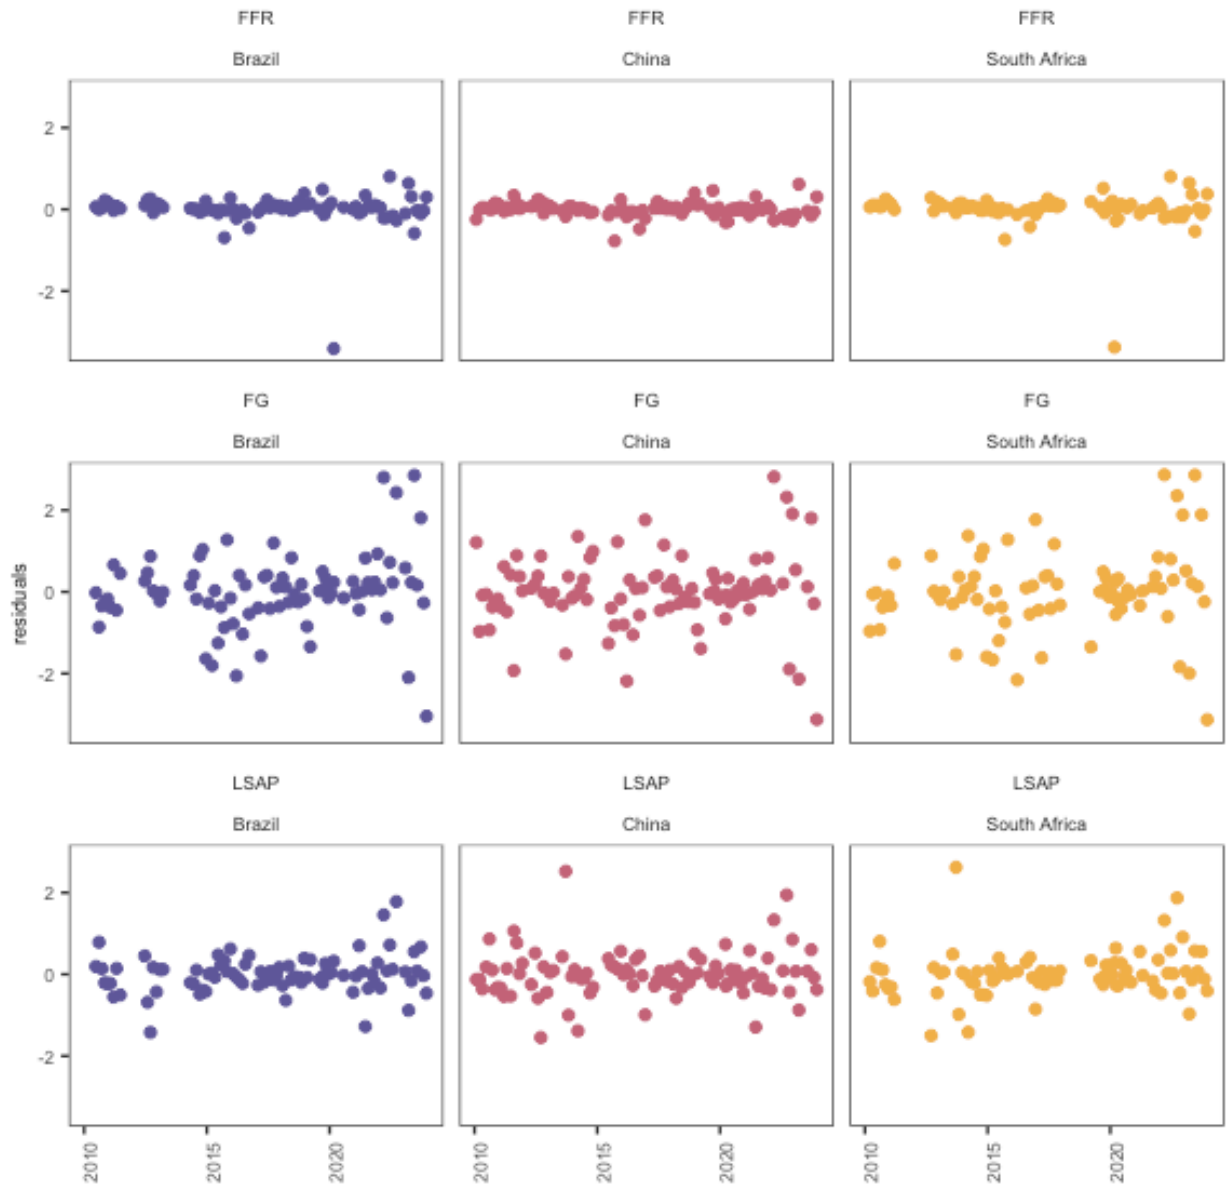 FFR FFR FFR
Brazil China South Africa
2
0
-2
FG FG FG
Brazil China South Africa
residuals
2
0
-2
LSAP LSAP LSAP
Brazil China South Africa
2
0
-2
2010 2015 2020 2010 2015 2020 2010 2015 2020